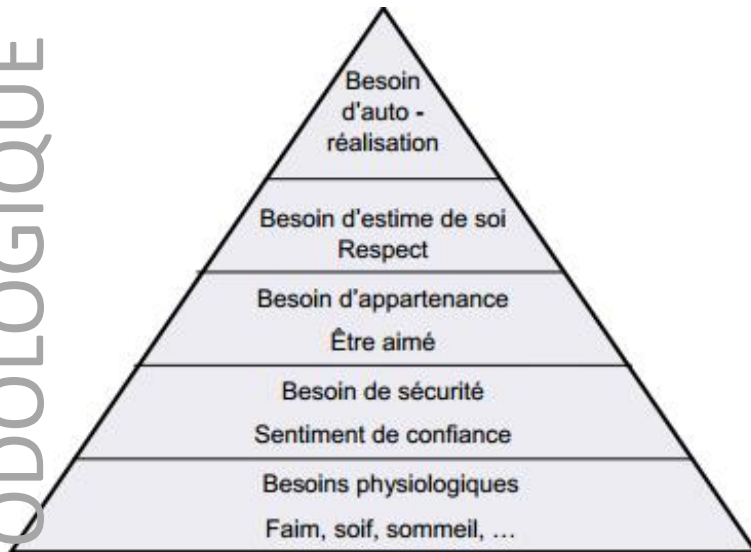 ODOLOGIQUE
Besoin
d'auto -
réalisation
Besoin d'estime de soi
Respect
Besoin d'appartenance
Être aimé
Besoin de sécurité
Sentiment de confiance
Besoins physiologiques
Faim, soif, sommeil, …